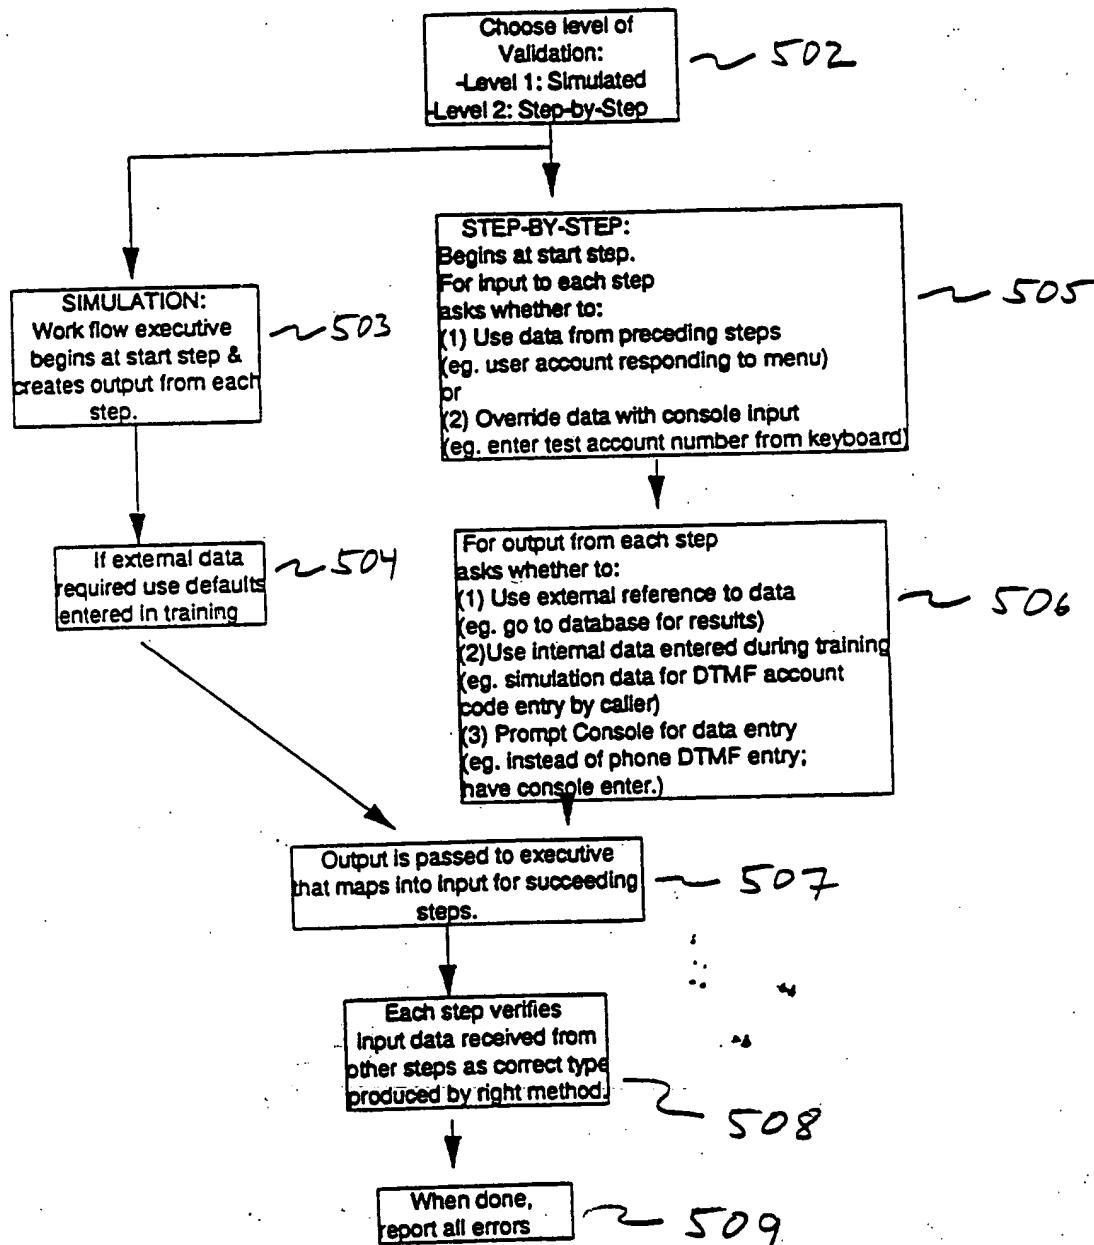 Choose level of
Validation:
-Level 1: Simulated
-Level 2: Step-by-Step
502
SIMULATION:
Work flow executive
begins at start step &
creates output from each
step.
503
STEP-BY-STEP:
Begins at start step.
For input to each step
asks whether to:
(1) Use data from preceding steps
(eg. user account responding to menu)
or
(2) Override data with console input
(eg. enter test account number from keyboard)
505
If external data
required use defaults
entered in training
504
For output from each step
asks whether to:
(1) Use external reference to data
(eg. go to database for results)
(2)Use internal data entered during training
(eg. simulation data for DTMF account
code entry by caller)
(3) Prompt Console for data entry
(eg. instead of phone DTMF entry;
have console enter.)
506
Output is passed to executive
that maps into input for succeeding
steps.
507
Each step verifies
input data received from
other steps as correct type
produced by right method.
508
When done,
report all errors
509